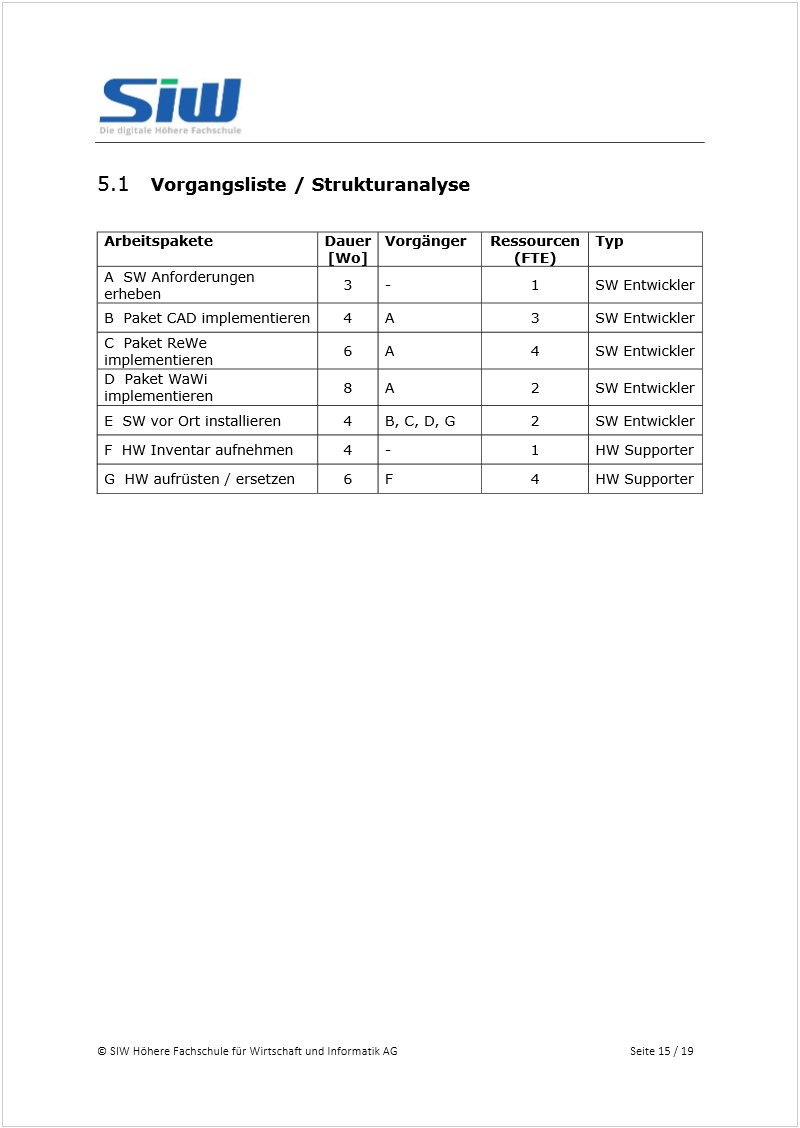 SIW
Die digitale Höhere Fachschule
5.1 Vorgangsliste / Strukturanalyse
Arbeitspakete Dauer [Wo] Vorgänger Ressourcen (FTE) Typ
A SW Anforderungen erheben 3 - 1 SW Entwickler
B Paket CAD implementieren 4 A 3 SW Entwickler
C Paket ReWe implementieren 6 A 4 SW Entwickler
D Paket WaWi implementieren 8 A 2 SW Entwickler
E SW vor Ort installieren 4 B, C, D, G 2 SW Entwickler
F HW Inventar aufnehmen 4 - 1 HW Supporter
G HW aufrüsten / ersetzen 6 F 4 HW Supporter
© SIW Höhere Fachschule für Wirtschaft und Informatik AG Seite 15 / 19